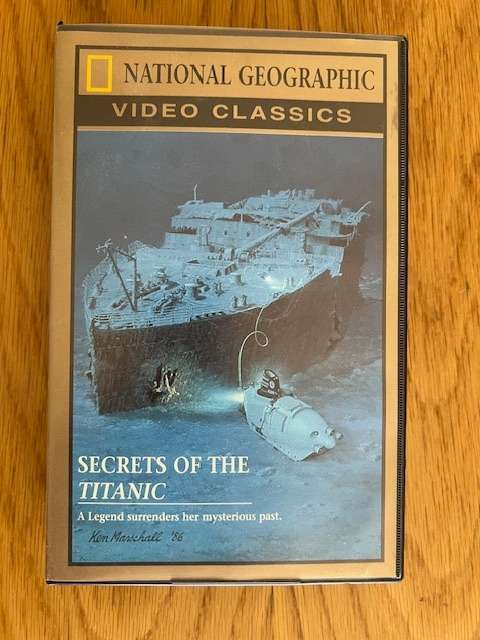 NATIONAL GEOGRAPHIC
VIDEO CLASSICS
SECRETS OF THE
TITANIC
A Legend surrenders her mysterious past.
Ken Marschall '86